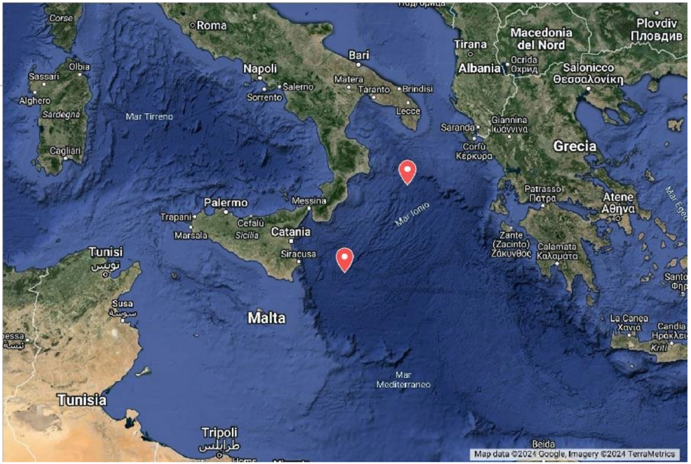 Corse
Roma
Подгорица
Plovdiv
Пловдив
Macedonia
del Nord
Tirana
Albania
Ocrida
Охрид
Salonicco
Θεσσαλονίκη
Bari
Napoli
Salerno
Sorrento
Matera
Taranto
Brindisi
Lecce
Olbia
Sassari
Alghero
Sardegna
Cagliari
Mar Tirreno
Saranda
Giannina
Ιωάννινα
Corfù
Κέρκυρα
Grecia
Patrasso
Πάτρα
Atene
Αθήνα
Mar Ionio
Zante
(Zacinto)
Ζάκυνθος
Calamata
Καλαμάτα
Palermo
Messina
Trapani
Cefalù
Marsala
Sicilia
Catania
Siracusa
Tunisi
تونس
Susa
سوسة
Malta
La Canea
Χανιά
Candia
Kriti
Mar
Mediterraneo
Tunisia
Tripoli
طرابلس
Beida
Map data ©2024 Google, Imagery ©2024 TerraMetrics